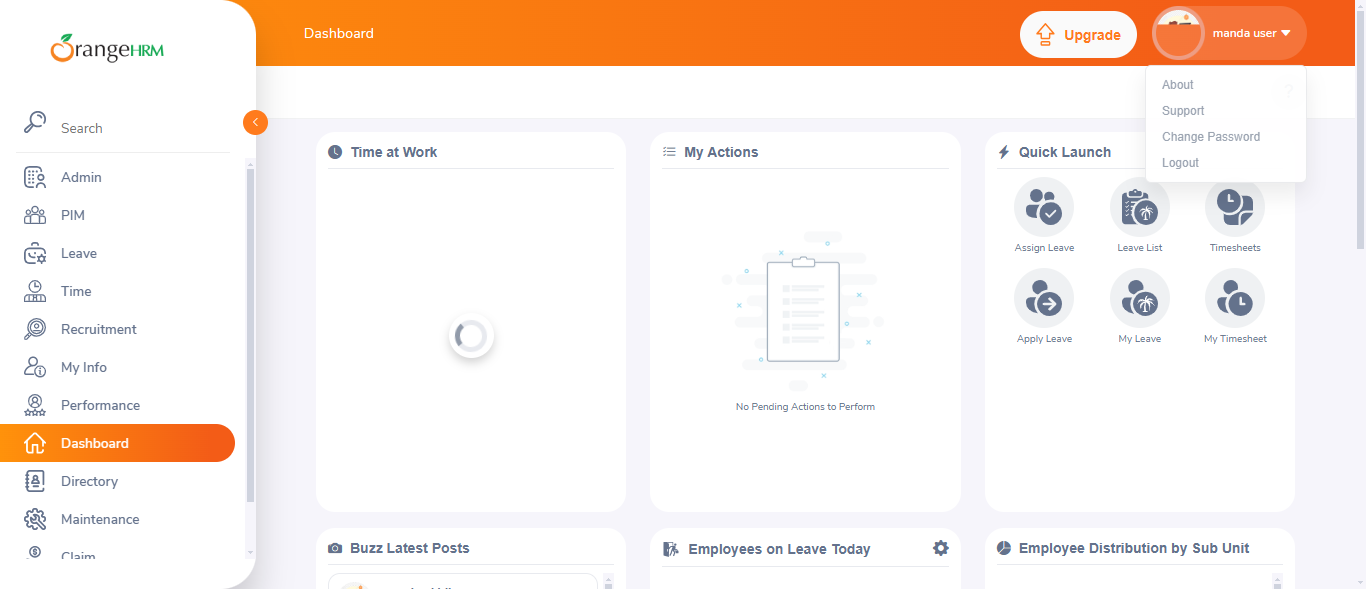 OrangeHRM
Dashboard
Upgrade
manda user
About
Support
Change Password
Logout
Search
Admin
PIM
Leave
Time
Recruitment
My Info
Performance
Dashboard
Directory
Maintenance
Claim
Time at Work
My Actions
No Pending Actions to Perform
Quick Launch
Assign Leave
Leave List
Timesheets
Apply Leave
My Leave
My Timesheet
Buzz Latest Posts
Employees on Leave Today
Employee Distribution by Sub Unit